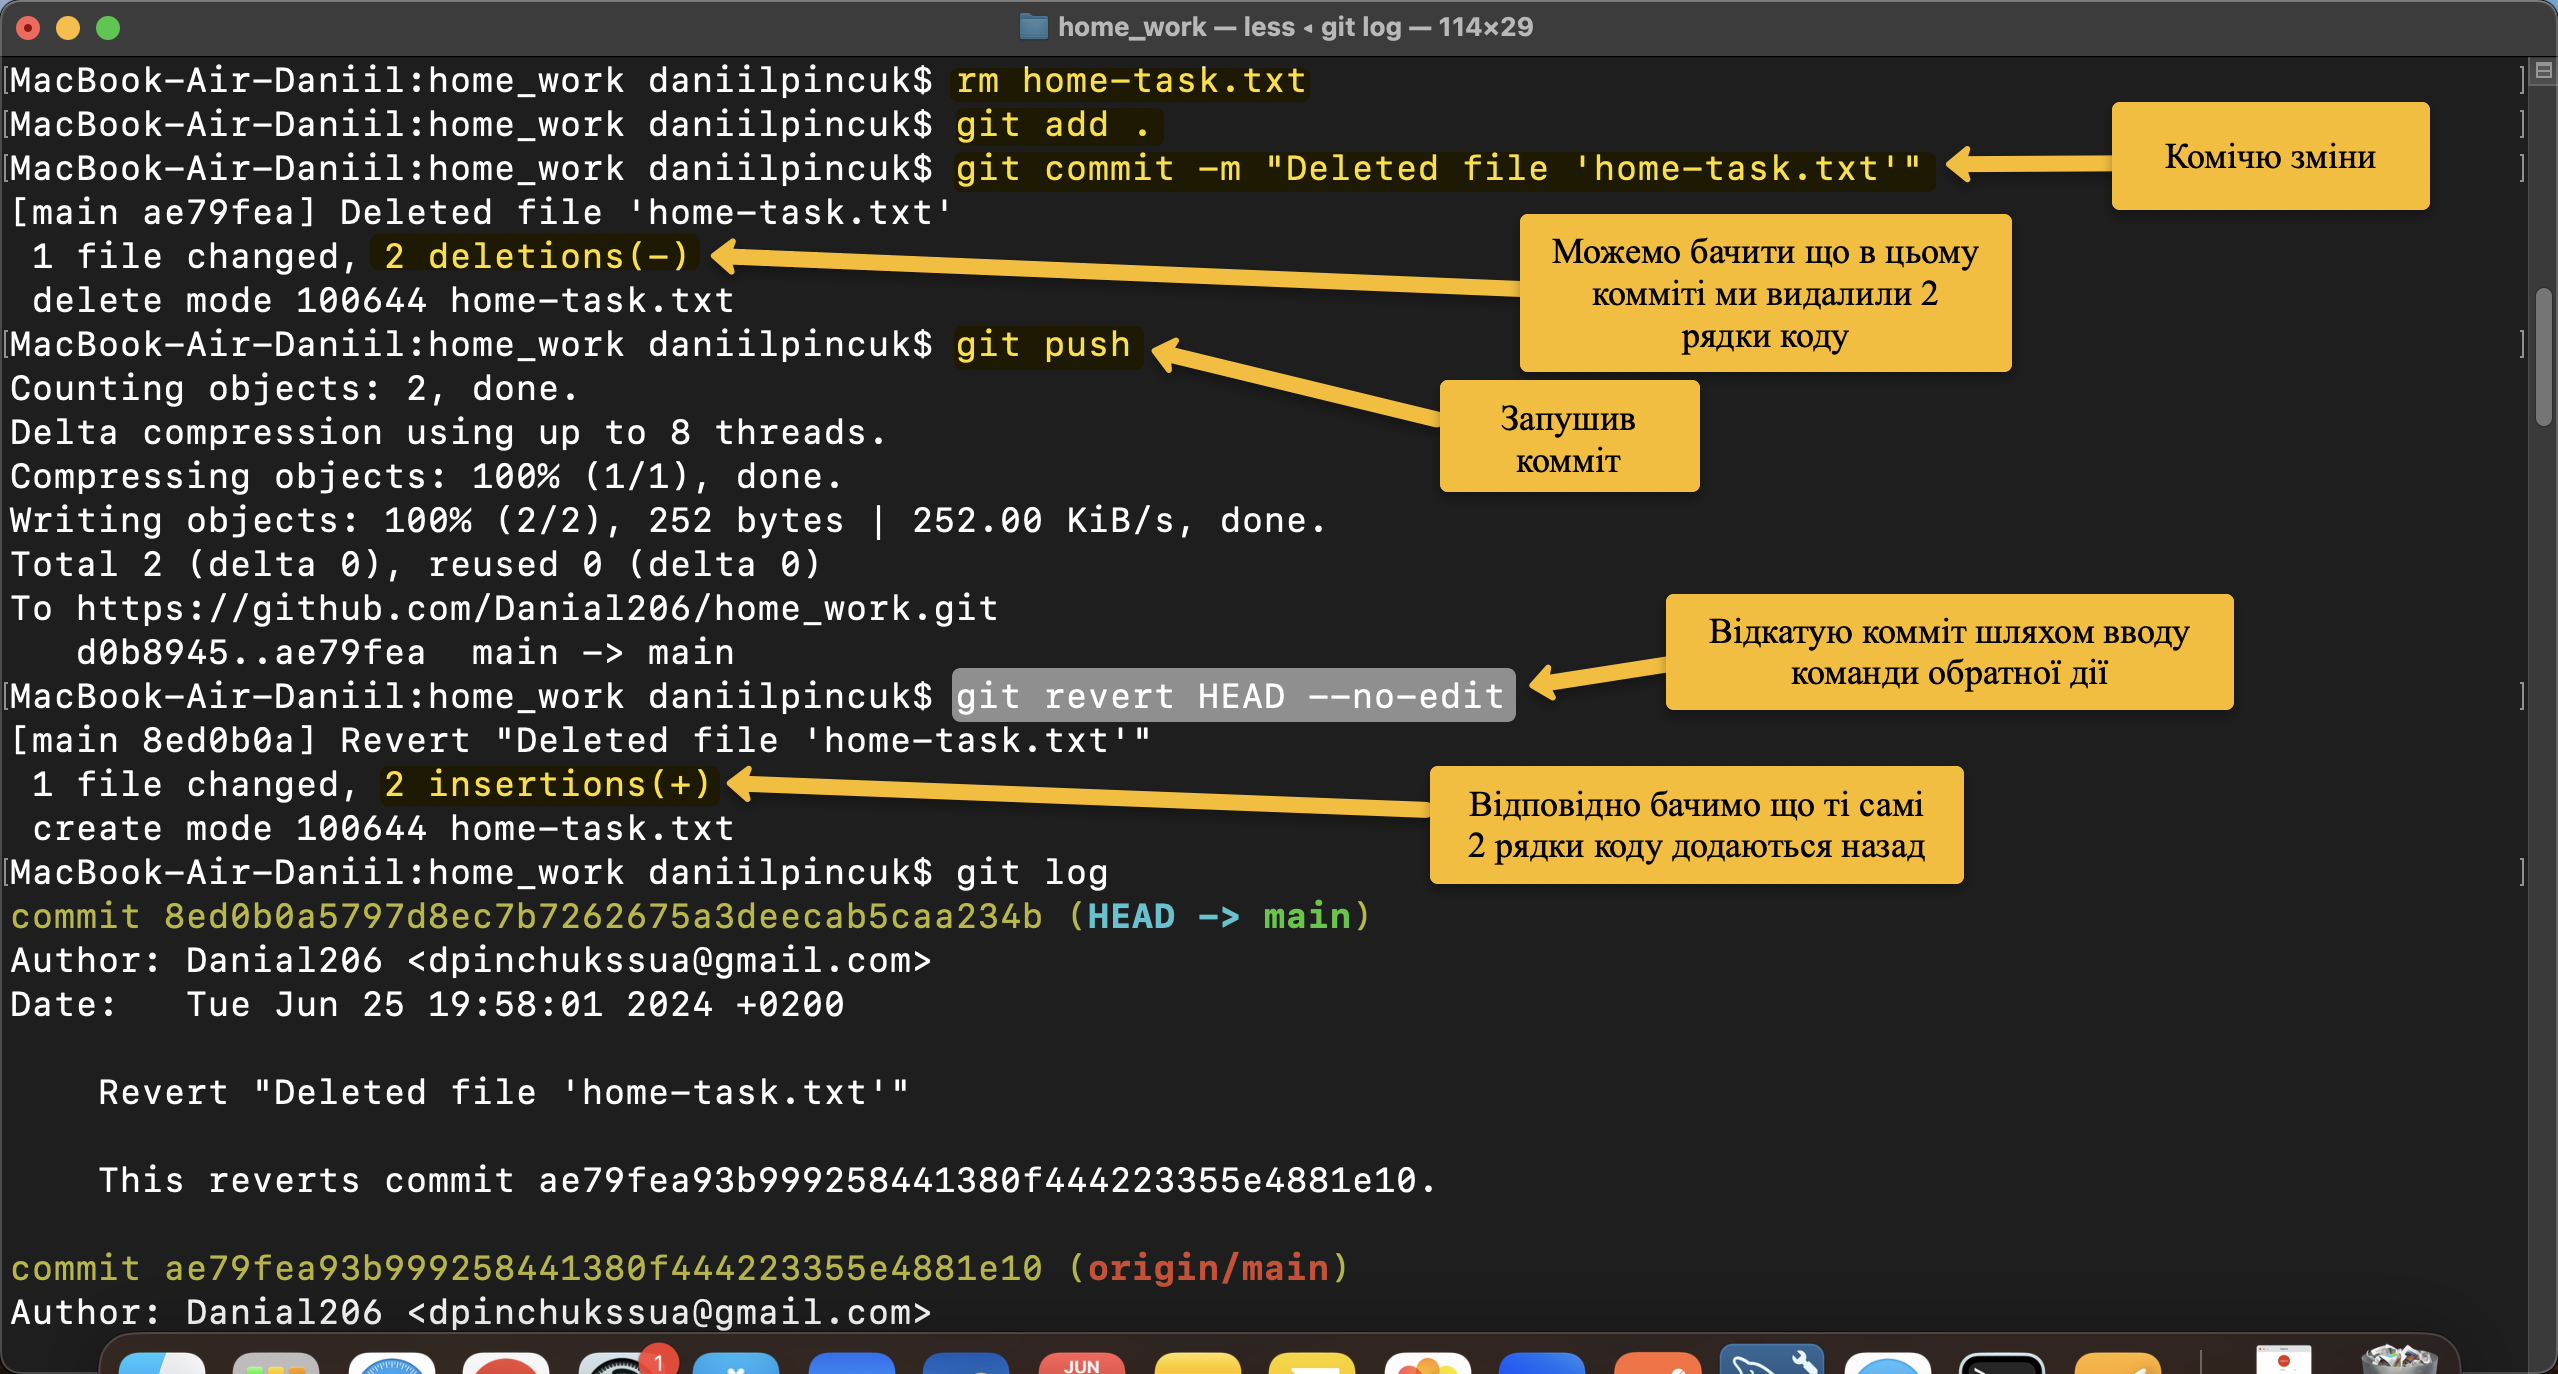 home_work — less ◂ git log — 114×29
MacBook-Air-Daniil:home_work daniilpincuk$ rm home-task.txt
MacBook-Air-Daniil:home_work daniilpincuk$ git add .
MacBook-Air-Daniil:home_work daniilpincuk$ git commit -m "Deleted file 'home-task.txt'"
Комічю зміни
[main ae79fea] Deleted file 'home-task.txt'
1 file changed, 2 deletions(-)
Можемо бачити що в цьому
комміті ми видалили 2
рядки коду
delete mode 100644 home-task.txt
MacBook-Air-Daniil:home_work daniilpincuk$ git push
Запушив
комміт
Counting objects: 2, done.
Delta compression using up to 8 threads.
Compressing objects: 100% (1/1), done.
Writing objects: 100% (2/2), 252 bytes | 252.00 KiB/s, done.
Total 2 (delta 0), reused 0 (delta 0)
To https://github.com/Danial206/home_work.git
d0b8945..ae79fea  main -> main
Відкатую комміт шляхом вводу
команди обратної дії
MacBook-Air-Daniil:home_work daniilpincuk$ git revert HEAD --no-edit
[main 8ed0b0a] Revert "Deleted file 'home-task.txt'"
1 file changed, 2 insertions(+)
Відповідно бачимо що ті самі
2 рядки коду додаються назад
create mode 100644 home-task.txt
MacBook-Air-Daniil:home_work daniilpincuk$ git log
commit 8ed0b0a5797d8ec7b7262675a3deecab5caa234b (HEAD -> main)
Author: Danial206 <dpinchukssua@gmail.com>
Date:   Tue Jun 25 19:58:01 2024 +0200
Revert "Deleted file 'home-task.txt'"
This reverts commit ae79fea93b999258441380f444223355e4881e10.
commit ae79fea93b999258441380f444223355e4881e10 (origin/main)
Author: Danial206 <dpinchukssua@gmail.com>
1
JUN